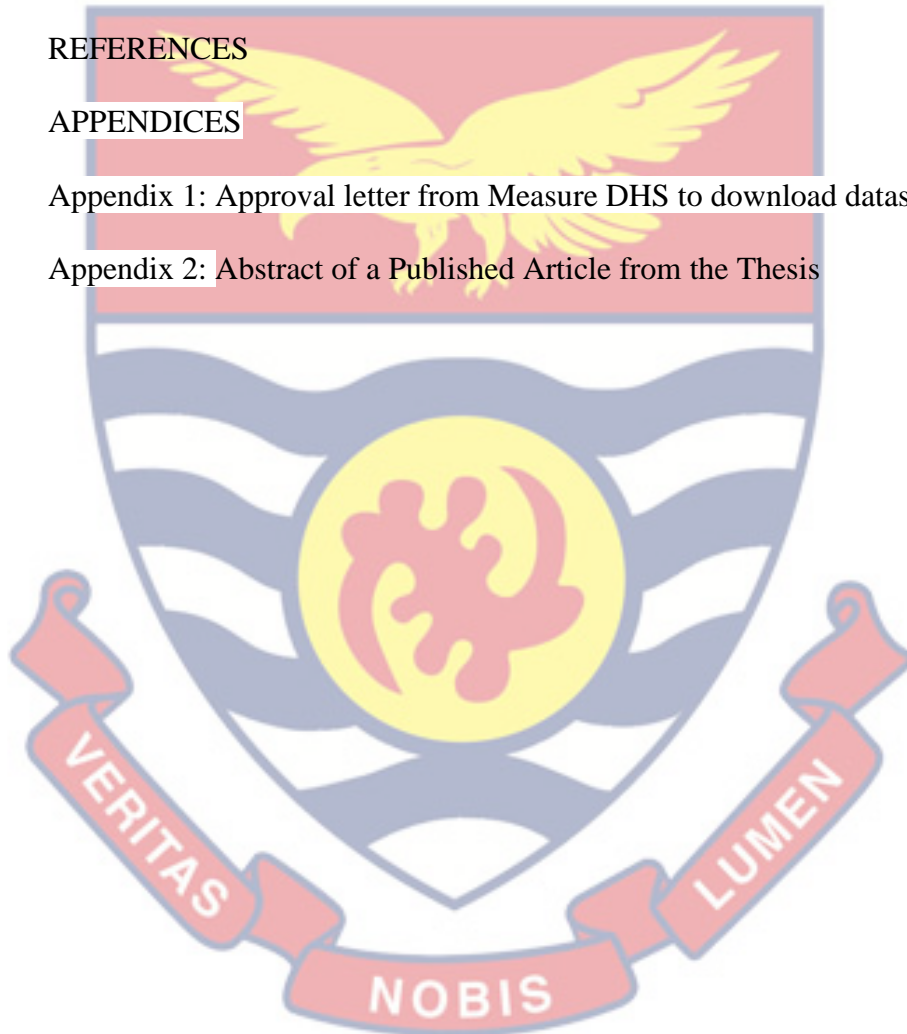 REFERENCES
APPENDICES
Appendix 1: Approval letter from Measure DHS to download datas
Appendix 2: Abstract of a Published Article from the Thesis
VERITAS
NOBIS
LUMEN